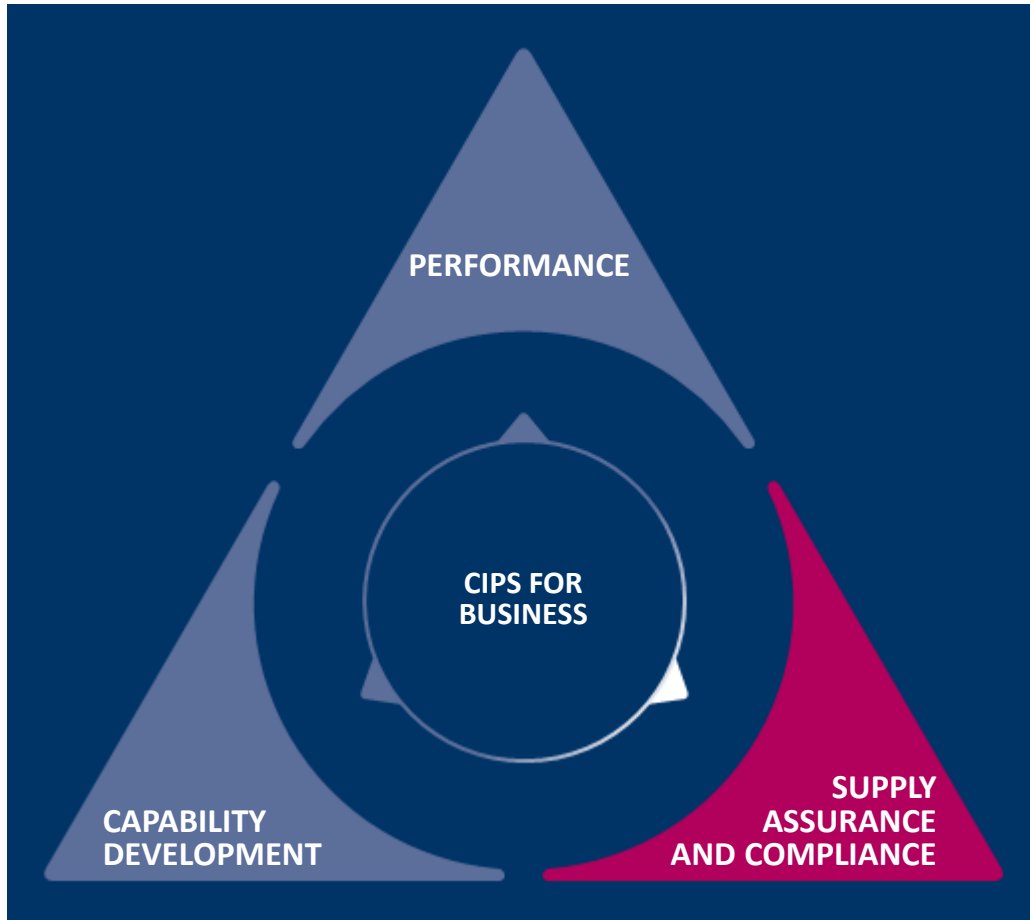 PERFORMANCE
CIPS FOR
BUSINESS
CAPABILITY
DEVELOPMENT
SUPPLY
ASSURANCE
AND COMPLIANCE